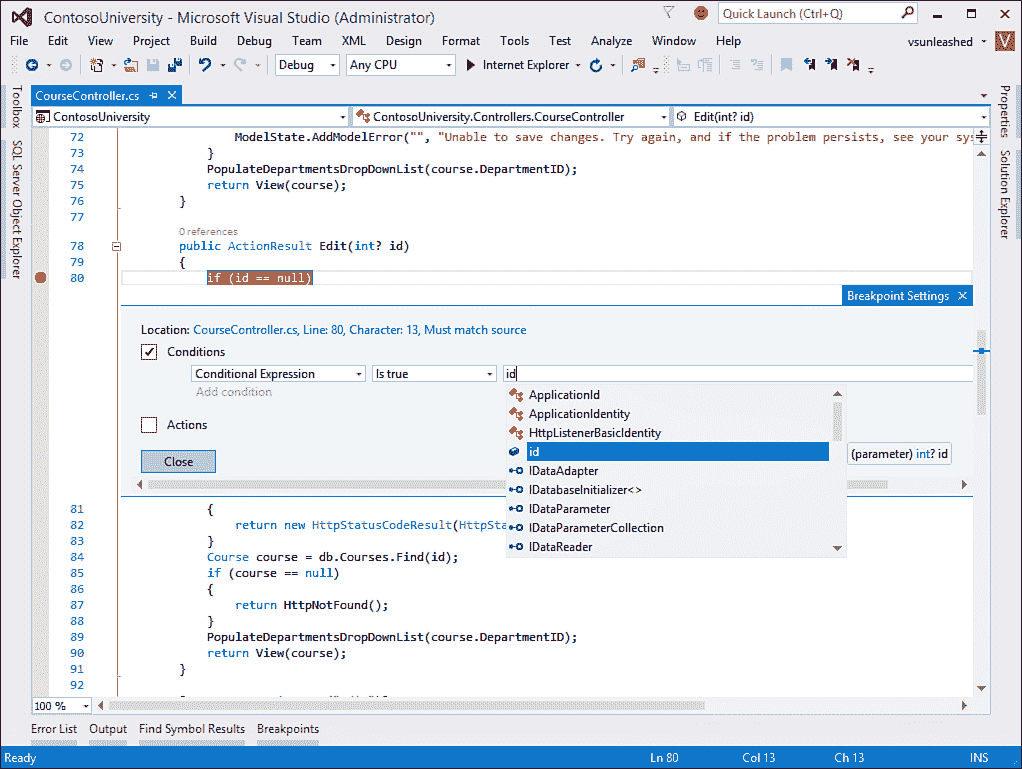 ContosoUniversity - Microsoft Visual Studio (Administrator)
Quick Launch (Ctrl+Q)
File Edit View Project Build Debug Team XML Design Format Tools Test Analyze Window Help
vsunleashed
V
Debug Any CPU Internet Explorer
Toolbox
SQL Server Object Explorer
CourseController.cs
ContosoUniversity ContosoUniversity.Controllers.CourseController Edit(int? id)
72 ModelState.AddModelError("", "Unable to save changes. Try again, and if the problem persists, see your sys
73 }
74 PopulateDepartmentsDropDownList(course.DepartmentID);
75 return View(course);
76 }
77
0 references
78 public ActionResult Edit(int? id)
79 {
80 if (id == null)
Breakpoint Settings
Location: CourseController.cs, Line: 80, Character: 13, Must match source
Conditions
Conditional Expression Is true id
Add condition
Actions
Close
ApplicationId
ApplicationIdentity
HttpListenerBasicIdentity
id
(parameter) int? id
IDataAdapter
IDatabaseInitializer<>
IDataParameter
IDataParameterCollection
IDataReader
81 {
82 return new HttpStatusCodeResult(HttpSta
83 }
84 Course course = db.Courses.Find(id);
85 if (course == null)
86 {
87 return HttpNotFound();
88 }
89 PopulateDepartmentsDropDownList(course.DepartmentID);
90 return View(course);
91 }
92
100 %
Properties
Solution Explorer
Error List Output Find Symbol Results Breakpoints
Ready Ln 80 Col 13 Ch 13 INS